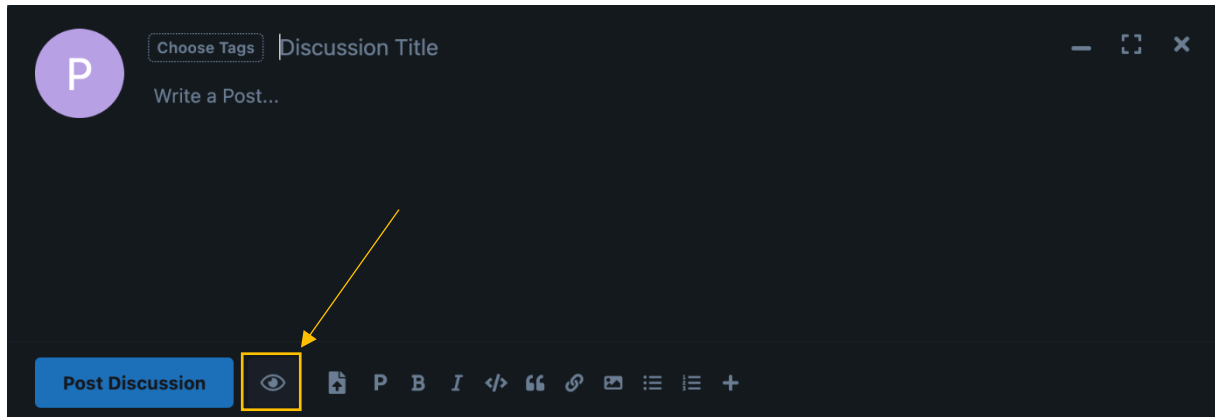 P
Choose Tags Discussion Title
Write a Post...
Post Discussion P B I </>